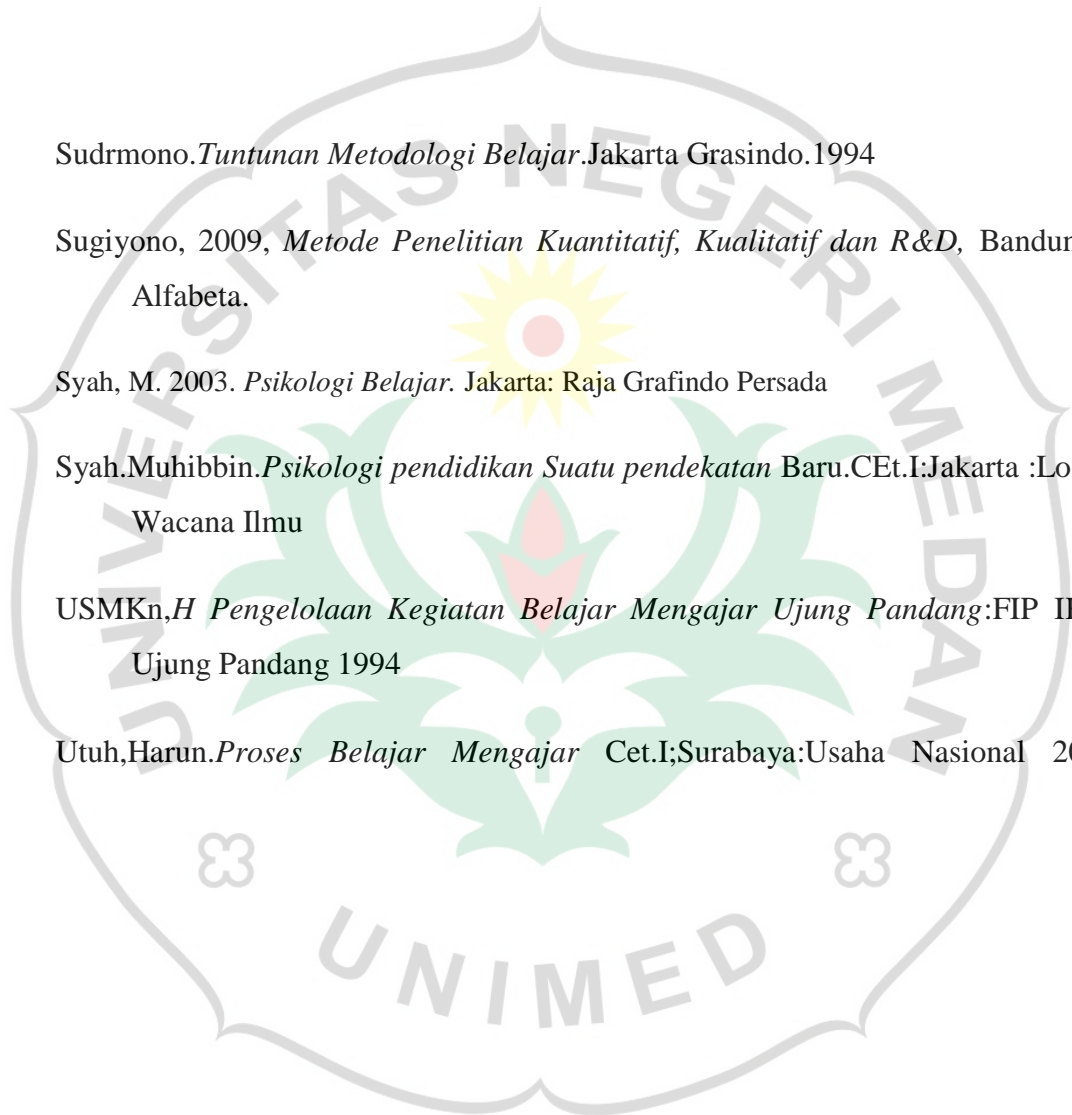 Sudrmono.Tuntunan Metodologi Belajar.Jakarta Grasindo.1994
Sugiyono, 2009, Metode Penelitian Kuantitatif, Kualitatif dan R&D, Bandun
Alfabeta.
Syah, M. 2003. Psikologi Belajar. Jakarta: Raja Grafindo Persada
Syah.Muhibbin.Psikologi pendidikan Suatu pendekatan Baru.CEt.I:Jakarta :Lo
Wacana Ilmu
USMKn,H Pengelolaan Kegiatan Belajar Mengajar Ujung Pandang:FIP
Ujung Pandang 1994
Utuh,Harun.Proses Belajar Mengajar Cet.I;Surabaya:Usaha Nasional
UNIVERSITAS NEGERI MEDAN
UNIMED